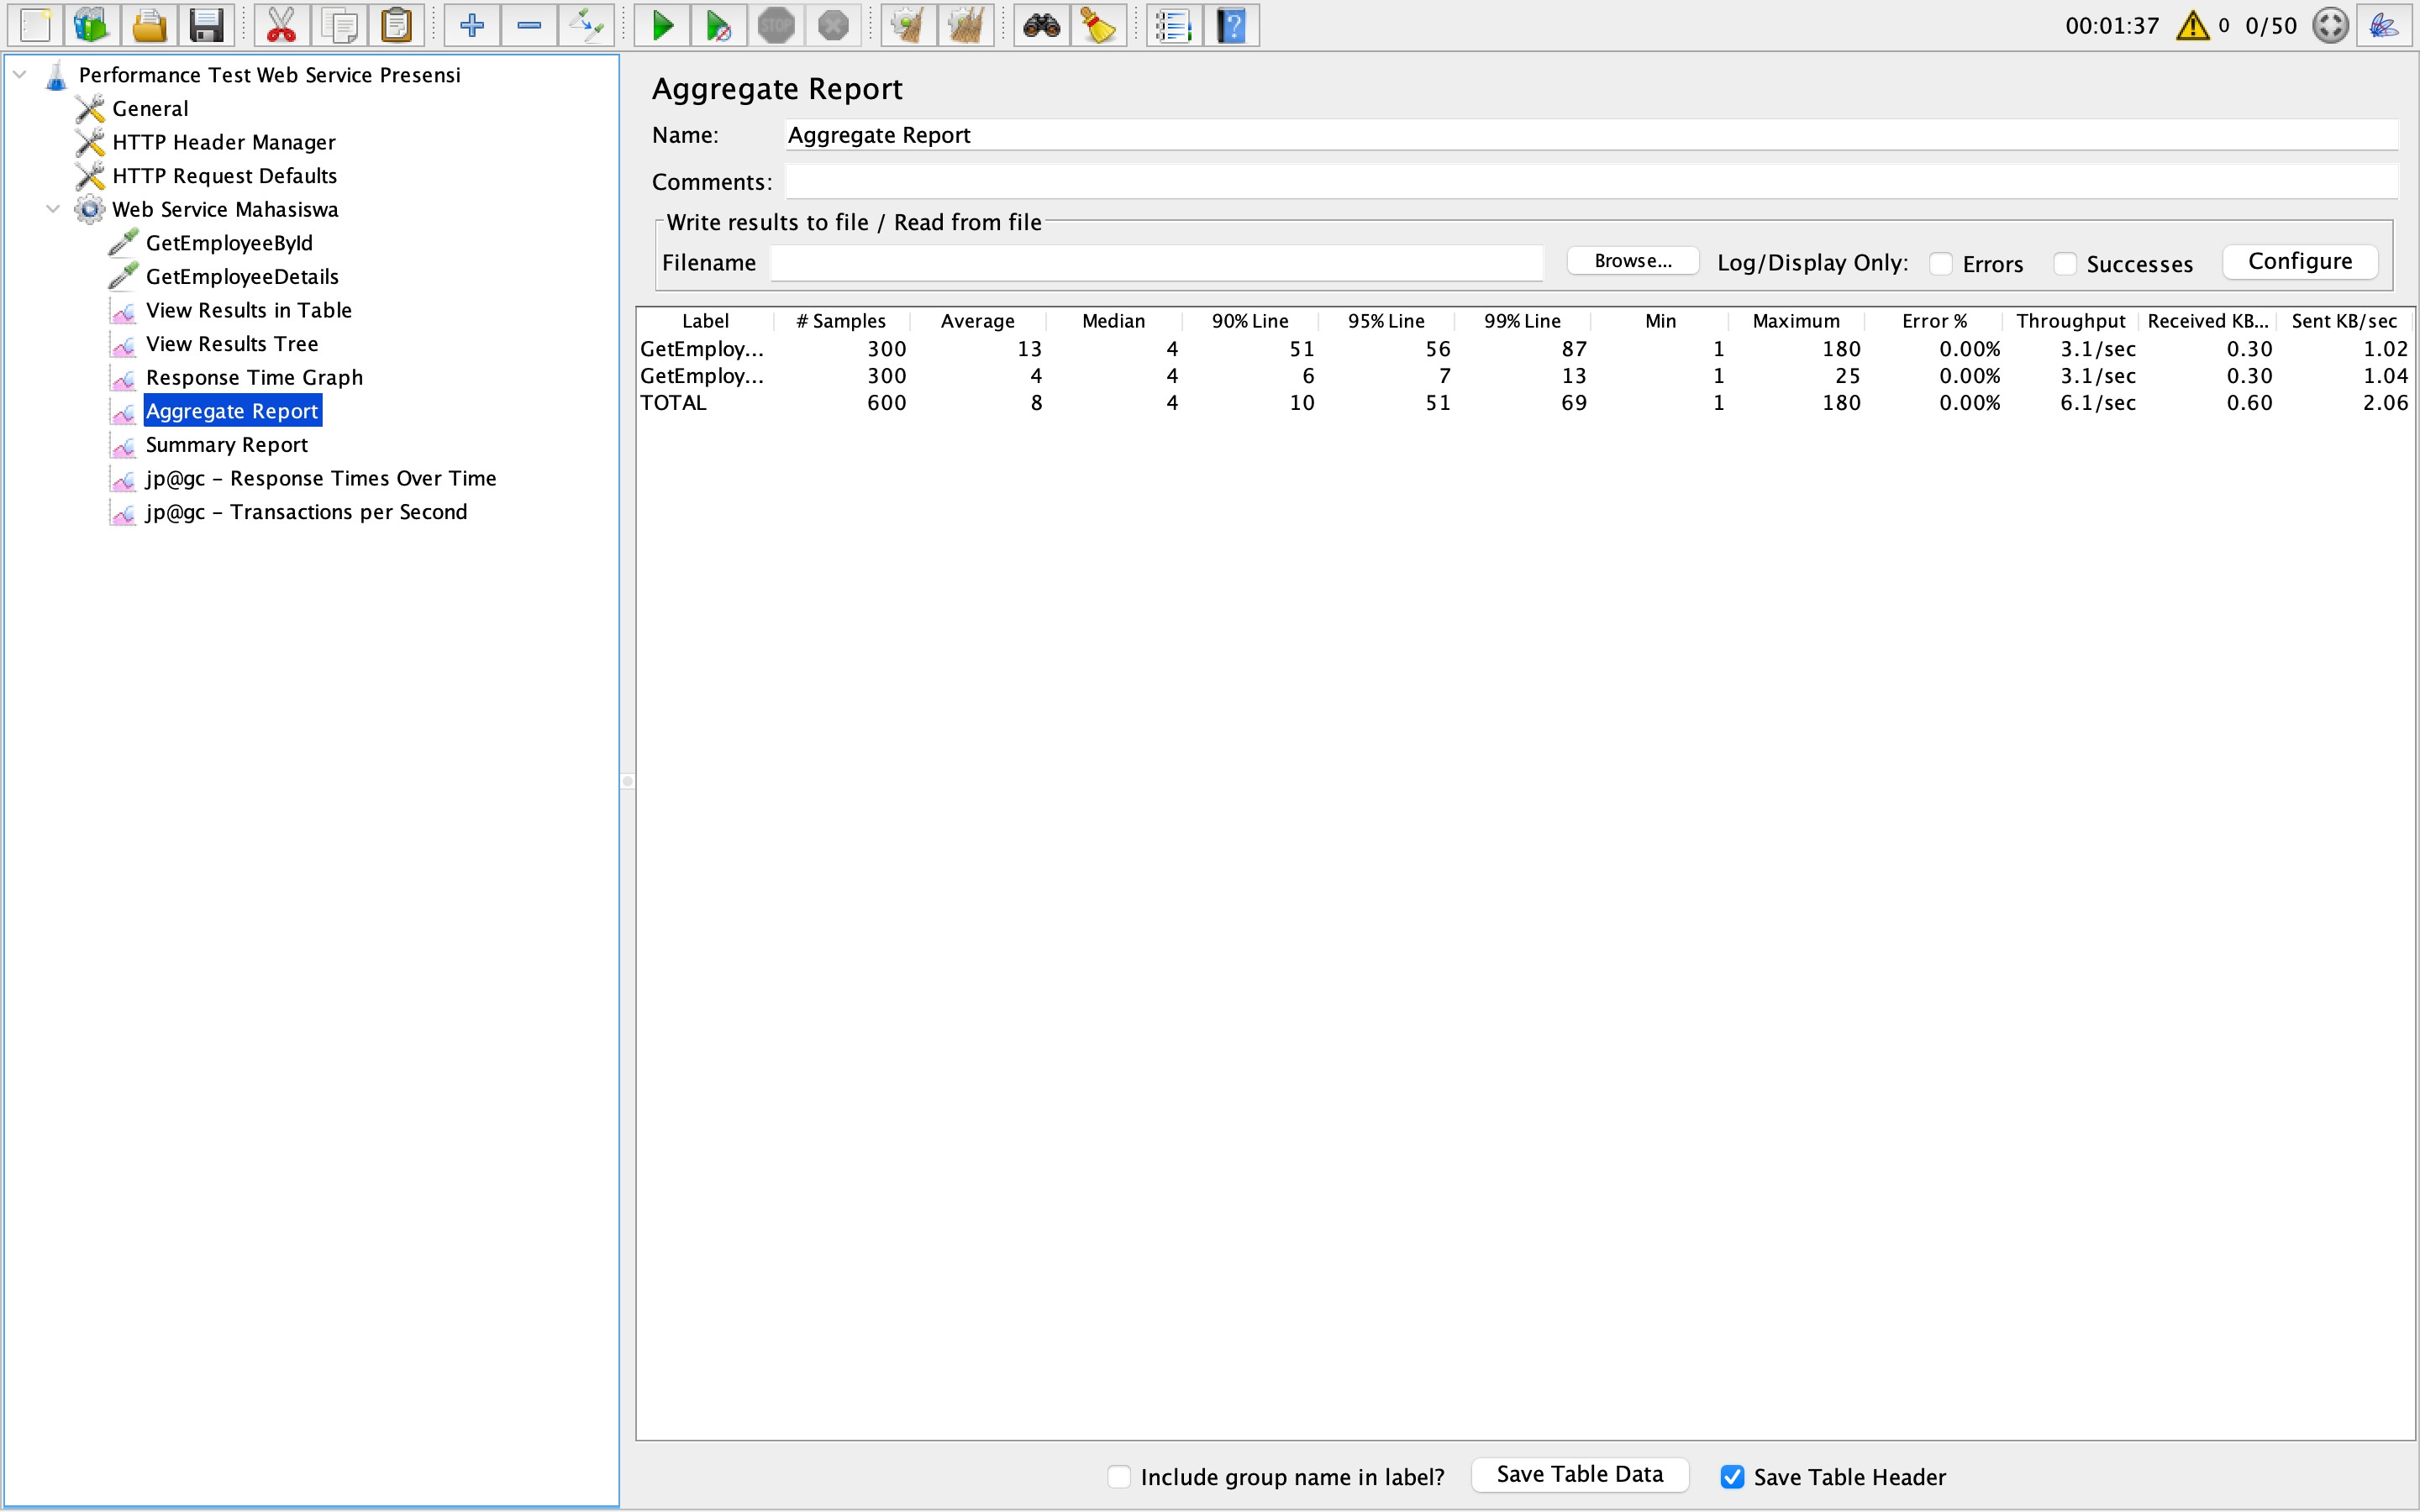 STOP
00:01:37 0 0/50
Performance Test Web Service Presensi
General
HTTP Header Manager
HTTP Request Defaults
Web Service Mahasiswa
GetEmployeeById
GetEmployeeDetails
View Results in Table
View Results Tree
Response Time Graph
Aggregate Report
Summary Report
jp@gc - Response Times Over Time
jp@gc - Transactions per Second
Aggregate Report
Name: Aggregate Report
Comments:
Write results to file / Read from file
Filename Browse... Log/Display Only: Errors Successes Configure
Label # Samples Average Median 90% Line 95% Line 99% Line Min Maximum Error % Throughput Received KB... Sent KB/sec
GetEmploy... 300 13 4 51 56 87 1 180 0.00% 3.1/sec 0.30 1.02
GetEmploy... 300 4 4 6 7 13 1 25 0.00% 3.1/sec 0.30 1.04
TOTAL 600 8 4 10 51 69 1 180 0.00% 6.1/sec 0.60 2.06
Include group name in label? Save Table Data Save Table Header